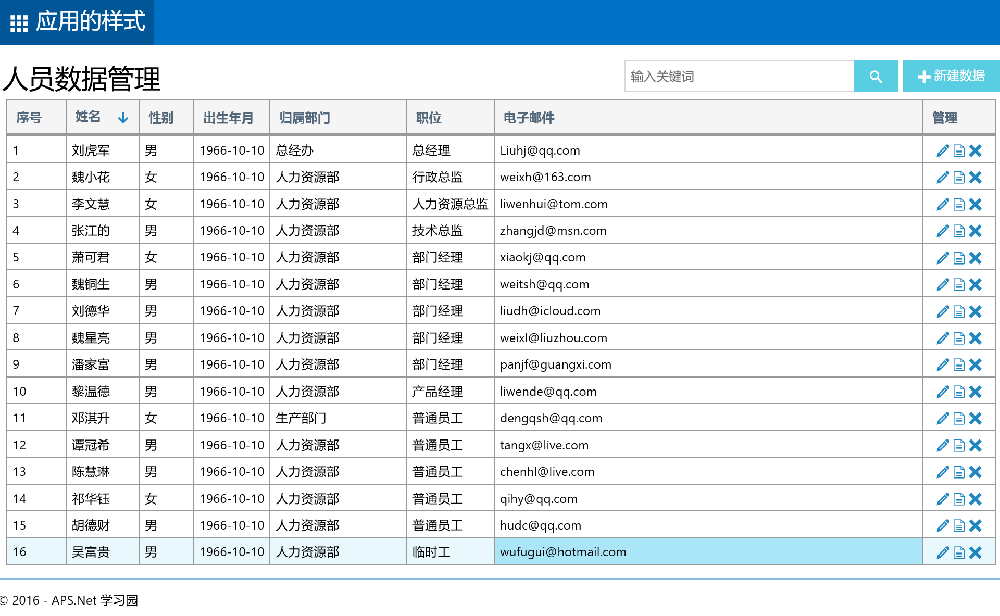 应用的样式
人员数据管理
输入关键词
新建数据
序号 姓名 性别 出生年月 归属部门 职位 电子邮件 管理
1 刘虎军 男 1966-10-10 总经办 总经理 Liuhj@qq.com
2 魏小花 女 1966-10-10 人力资源部 行政总监 weixh@163.com
3 李文慧 女 1966-10-10 人力资源部 人力资源总监 liwenhui@tom.com
4 张江的 男 1966-10-10 人力资源部 技术总监 zhangjd@msn.com
5 萧可君 女 1966-10-10 人力资源部 部门经理 xiaokj@qq.com
6 魏铜生 男 1966-10-10 人力资源部 部门经理 weitsh@qq.com
7 刘德华 男 1966-10-10 人力资源部 部门经理 liudh@icloud.com
8 魏星亮 男 1966-10-10 人力资源部 部门经理 weixl@liuzhou.com
9 潘家富 男 1966-10-10 人力资源部 部门经理 panjf@guangxi.com
10 黎温德 男 1966-10-10 人力资源部 产品经理 liwende@qq.com
11 邓淇升 女 1966-10-10 生产部门 普通员工 dengqsh@qq.com
12 谭冠希 男 1966-10-10 人力资源部 普通员工 tangx@live.com
13 陈慧琳 男 1966-10-10 人力资源部 普通员工 chenhl@live.com
14 祁华钰 女 1966-10-10 人力资源部 普通员工 qihy@qq.com
15 胡德财 男 1966-10-10 人力资源部 普通员工 hudc@qq.com
16 吴富贵 男 1966-10-10 人力资源部 临时工 wufugui@hotmail.com
© 2016 - APS.Net 学习园